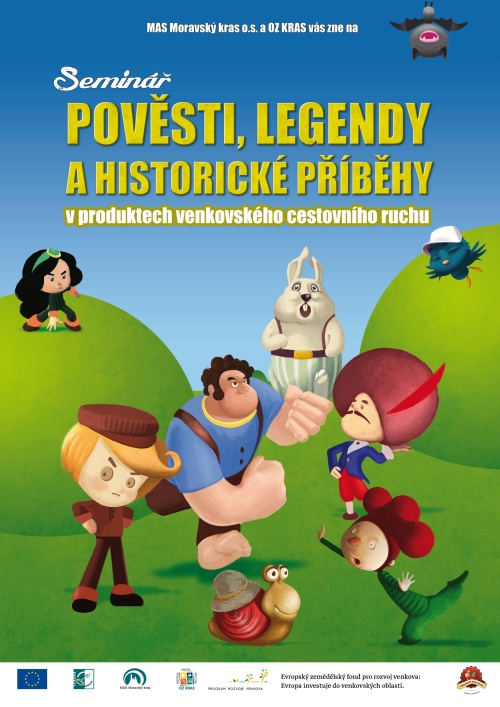 MAS Moravský kras o.s. a OZ KRAS vás zne na
Seminář
POVĚSTI, LEGENDY
A HISTORICKÉ PŘÍBĚHY
v produktech venkovského cestovního ruchu
MAS Moravský kras
OZ KRAS
PROGRAM ROZVOJE VENKOVA
Evropský zemědělský fond pro rozvoj venkova:
Evropa investuje do venkovských oblastí.